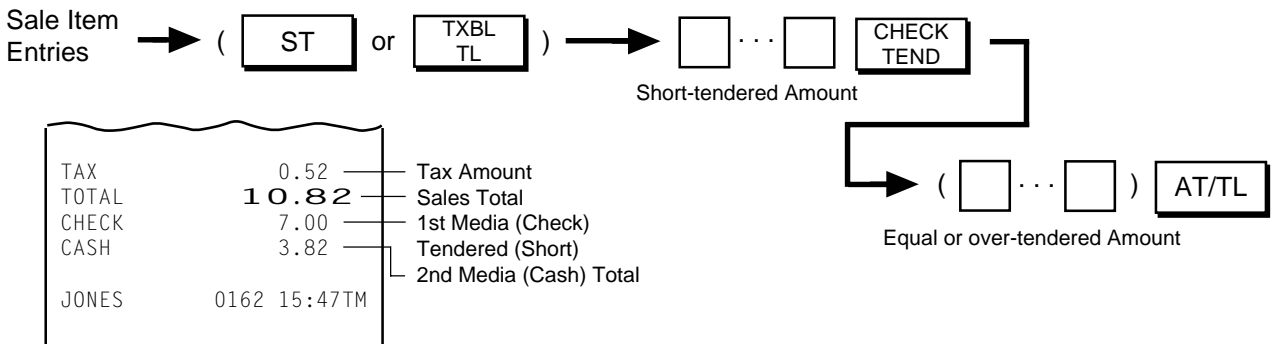 Sale Item
Entries
( ST or TXBL TL ) □ · · · □ CHECK TEND
Short-tendered Amount
( □ · · · □ ) AT/TL
Equal or over-tendered Amount
TAX 0.52 Tax Amount
TOTAL 10.82 Sales Total
CHECK 7.00 1st Media (Check)
CASH 3.82 Tendered (Short)
2nd Media (Cash) Total
JONES 0162 15:47TM